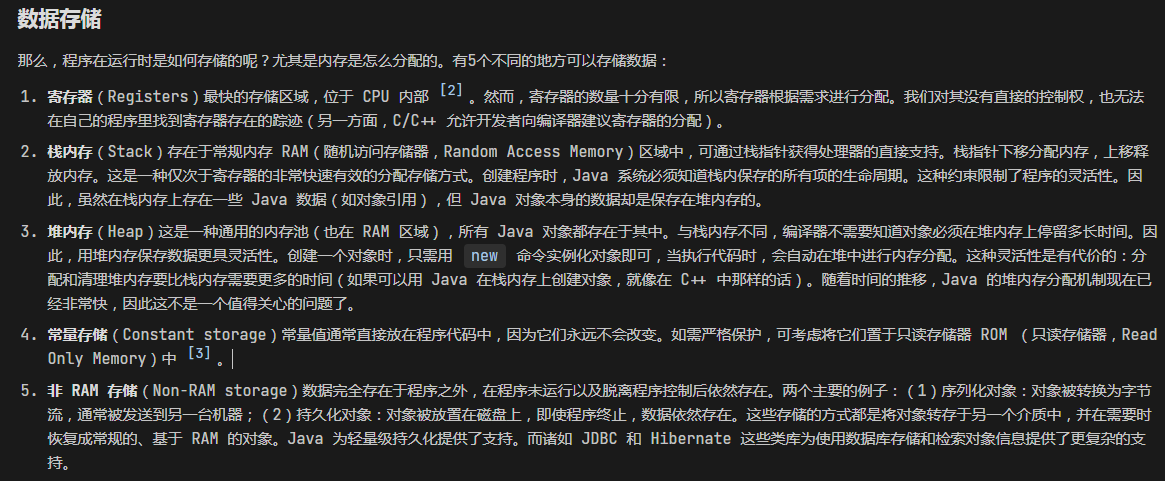 数据存储
那么，程序在运行时是如何存储的呢？尤其是内存是怎么分配的。有5个不同的地方可以存储数据：
1. 寄存器（Registers）最快的存储区域，位于 CPU 内部 [2]。然而，寄存器的数量十分有限，所以寄存器根据需求进行分配。我们对其没有直接的控制权，也无法
在自己的程序里找到寄存器存在的踪迹（另一方面，C/C++ 允许开发者向编译器建议寄存器的分配）。
2. 栈内存（Stack）存在于常规内存 RAM（随机访问存储器，Random Access Memory）区域中，可通过栈指针获得处理器的直接支持。栈指针下移分配内存，上移释
放内存。这是一种仅次于寄存器的非常快速有效的分配存储方式。创建程序时，Java 系统必须知道栈内保存的所有项的生命周期。这种约束限制了程序的灵活性。因
此，虽然在栈内存上存在一些 Java 数据（如对象引用），但 Java 对象本身的数据却是保存在堆内存的。
3. 堆内存（Heap）这是一种通用的内存池（也在 RAM 区域），所有 Java 对象都存在于其中。与栈内存不同，编译器不需要知道对象必须在堆内存上停留多长时间。因
此，用堆内存保存数据更具灵活性。创建一个对象时，只需用 new 命令实例化对象即可，当执行代码时，会自动在堆中进行内存分配。这种灵活性是有代价的：分
配和清理堆内存要比栈内存需要更多的时间（如果可以用 Java 在栈内存上创建对象，就像在 C++ 中那样的话）。随着时间的推移，Java 的堆内存分配机制现在已
经非常快，因此这不是一个值得关心的问题了。
4. 常量存储（Constant storage）常量值通常直接放在程序代码中，因为它们永远不会改变。如需严格保护，可考虑将它们置于只读存储器 ROM （只读存储器，Read
Only Memory）中 [3]。
5. 非 RAM 存储（Non-RAM storage）数据完全存在于程序之外，在程序未运行以及脱离程序控制后依然存在。两个主要的例子：（1）序列化对象：对象被转换为字节
流，通常被发送到另一台机器；（2）持久化对象：对象被放置在磁盘上，即使程序终止，数据依然存在。这些存储的方式都是将对象转存于另一个介质中，并在需要时
恢复成常规的、基于 RAM 的对象。Java 为轻量级持久化提供了支持。而诸如 JDBC 和 Hibernate 这些类库为使用数据库存储和检索对象信息提供了更复杂的支
持。